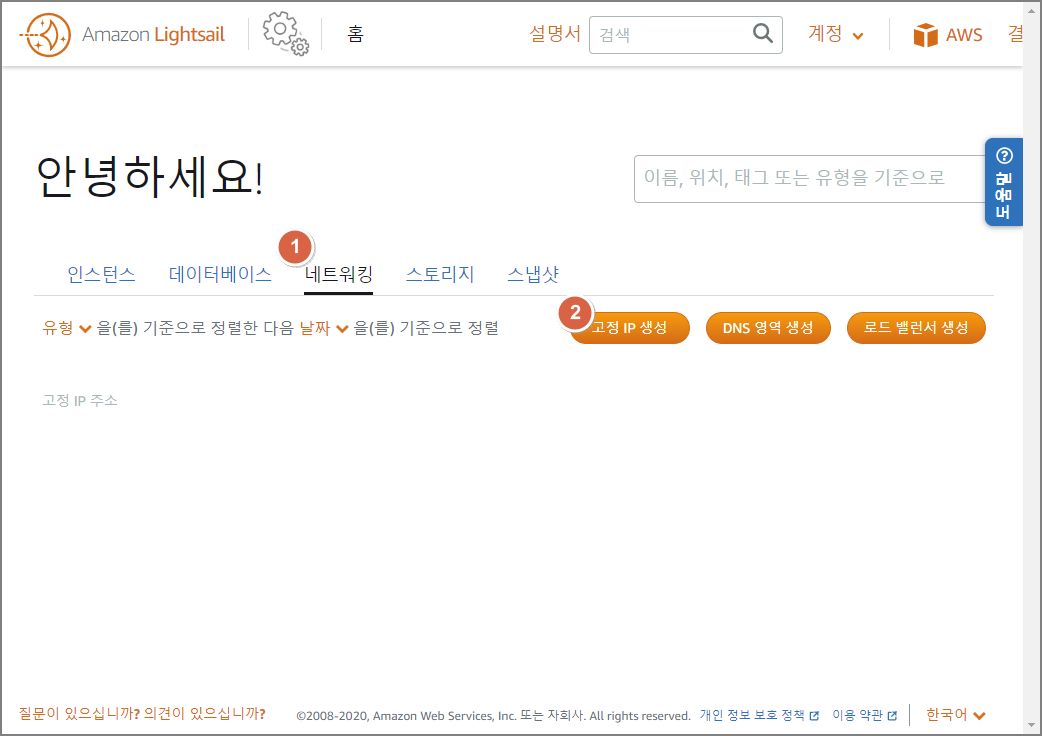 Amazon Lightsail 홈 설명서 검색 계정 AWS 결
안녕하세요!
이름, 위치, 태그 또는 유형을 기준으로
도움말
1
인스턴스 데이터베이스 네트워킹 스토리지 스냅샷
2
유형 을(를) 기준으로 정렬한 다음 날짜 을(를) 기준으로 정렬 고정 IP 생성 DNS 영역 생성 로드 밸런서 생성
고정 IP 주소
질문이 있으십니까? 의견이 있으십니까? ©2008-2020, Amazon Web Services, Inc. 또는 자회사. All rights reserved. 개인 정보 보호 정책 이용 약관 한국어